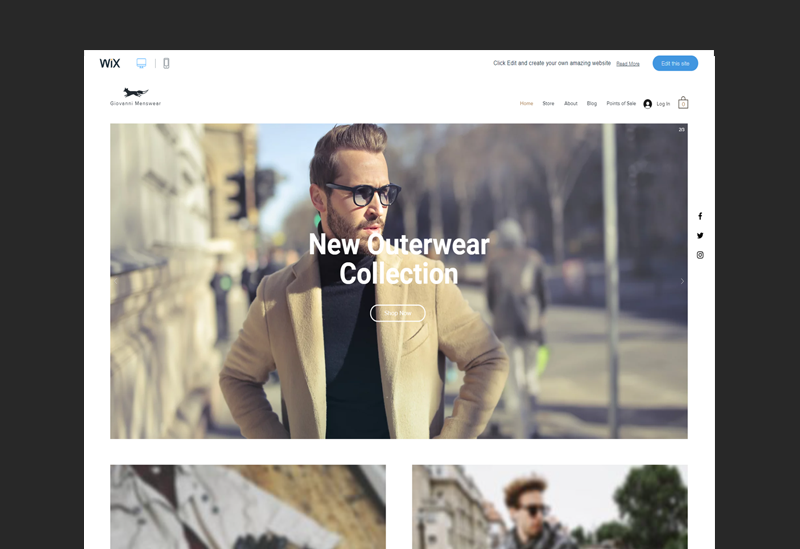 WiX
Click Edit and create your own amazing website Read More Edit this site
Giovanni Menswear
Home Store About Blog Points of Sale Log In 0
2/3
New Outerwear
Collection
Shop Now